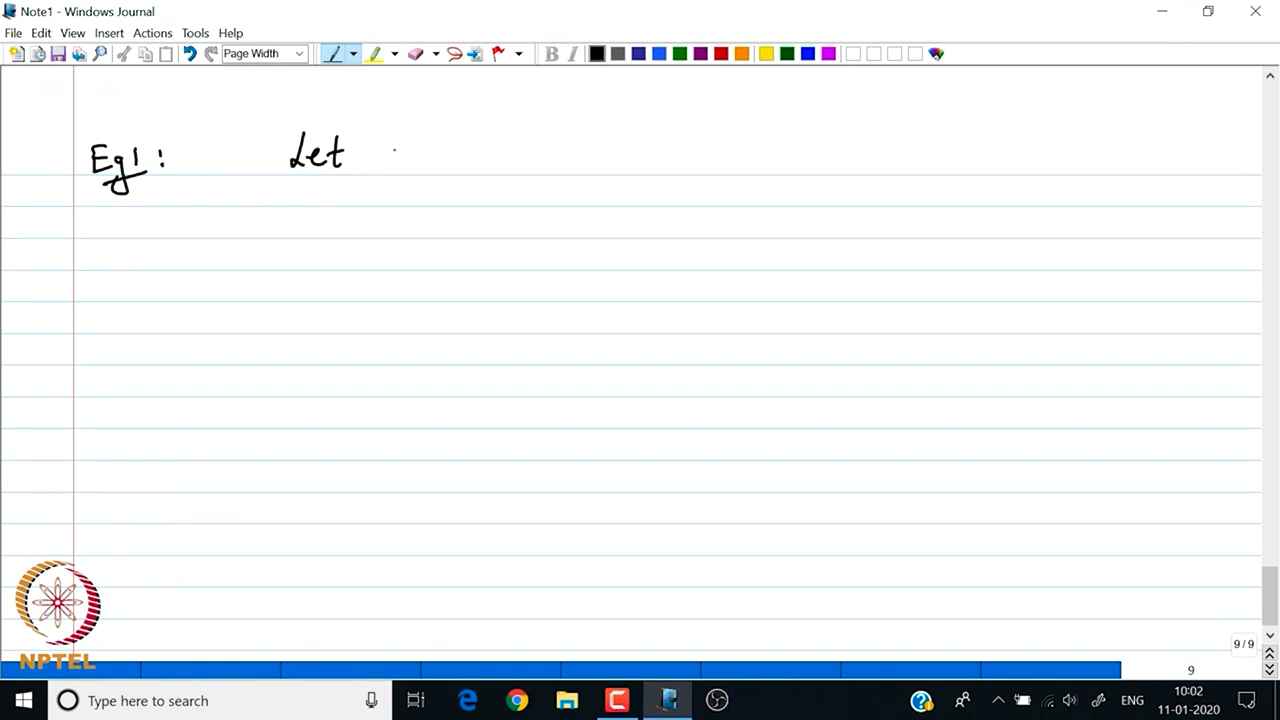 Note1 - Windows Journal
File Edit View Insert Actions Tools Help
Page Width B I
Eg1 : Let
NPTEL
9 / 9
9
Type here to search
ENG
10:02
11-01-2020